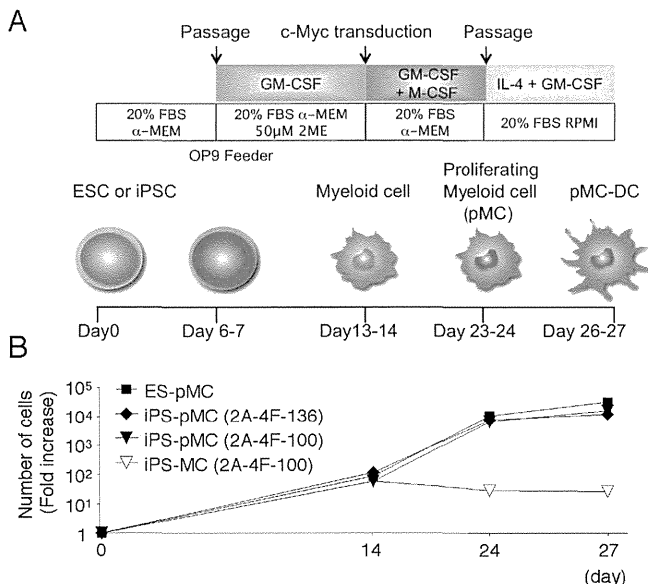 A
Passage
c-Myc transduction
Passage
GM-CSF
GM-CSF
+ M-CSF
IL-4 + GM-CSF
20% FBS
α-MEM
20% FBS α-MEM
50µM 2ME
20% FBS
α-MEM
20% FBS RPMI
OP9 Feeder
ESC or iPSC
Myeloid cell
Proliferating
Myeloid cell
(pMC)
pMC-DC
Day0
Day 6-7
Day13-14
Day 23-24
Day 26-27
B
Number of cells
(Fold increase)
10⁵
10⁴
10³
10²
10¹
1
ES-pMC
iPS-pMC (2A-4F-136)
iPS-pMC (2A-4F-100)
iPS-MC (2A-4F-100)
0
14
24
27
(day)